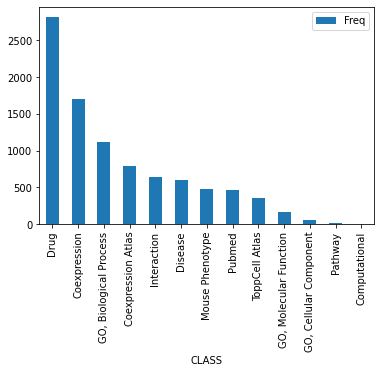 Freq
2500
2000
1500
1000
500
0
Drug
Coexpression
GO, Biological Process
Coexpression Atlas
Interaction
Disease
Mouse Phenotype
Pubmed
ToppCell Atlas
GO, Molecular Function
GO, Cellular Component
Pathway
Computational
CLASS